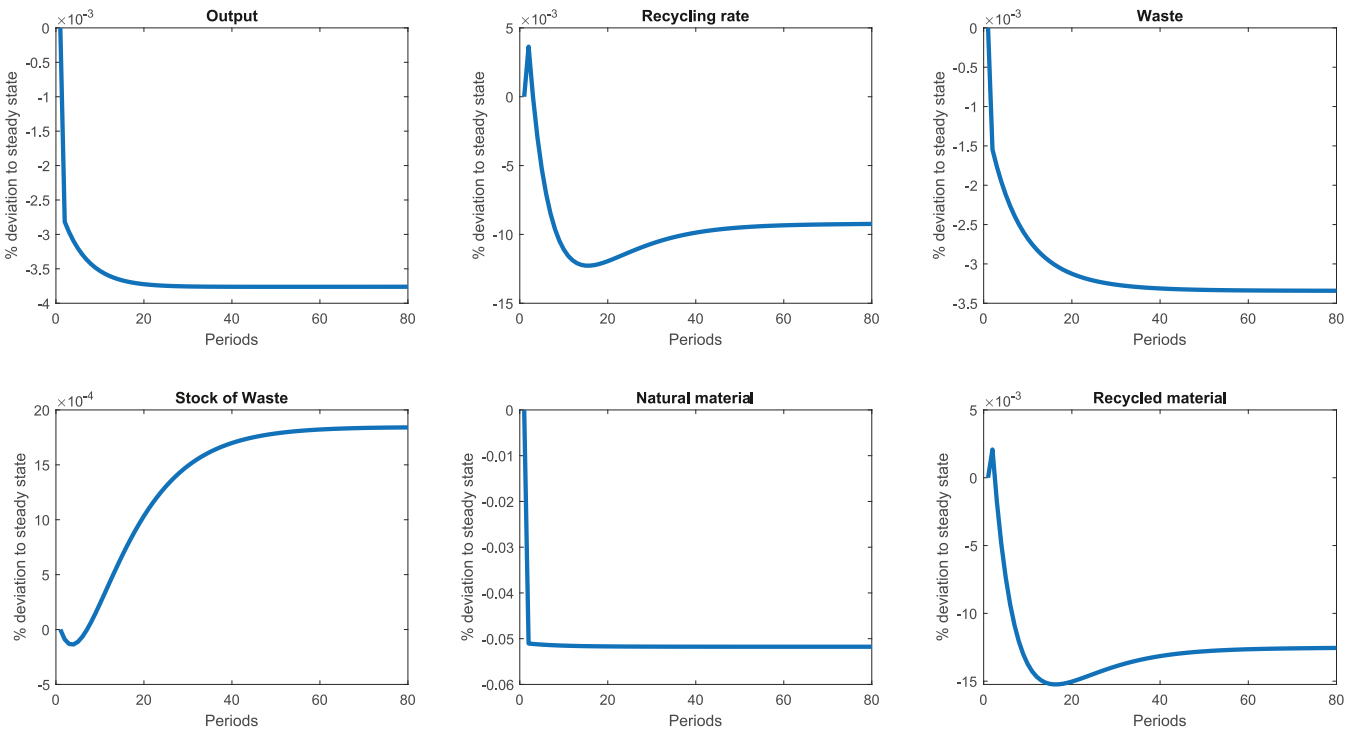 Output
×10-3
% deviation to steady state
0
-0.5
-1
-1.5
-2
-2.5
-3
-3.5
-4
0 20 40 60 80
Periods
Recycling rate
×10-3
% deviation to steady state
5
0
-5
-10
-15
0 20 40 60 80
Periods
Waste
×10-3
% deviation to steady state
0
-0.5
-1
-1.5
-2
-2.5
-3
-3.5
0 20 40 60 80
Periods
Stock of Waste
20 ×10-4
% deviation to steady state
15
10
5
0
-5
0 20 40 60 80
Periods
Natural material
% deviation to steady state
0
-0.01
-0.02
-0.03
-0.04
-0.05
-0.06
0 20 40 60 80
Periods
Recycled material
×10-3
% deviation to steady state
5
0
-5
-10
-15
0 20 40 60 80
Periods